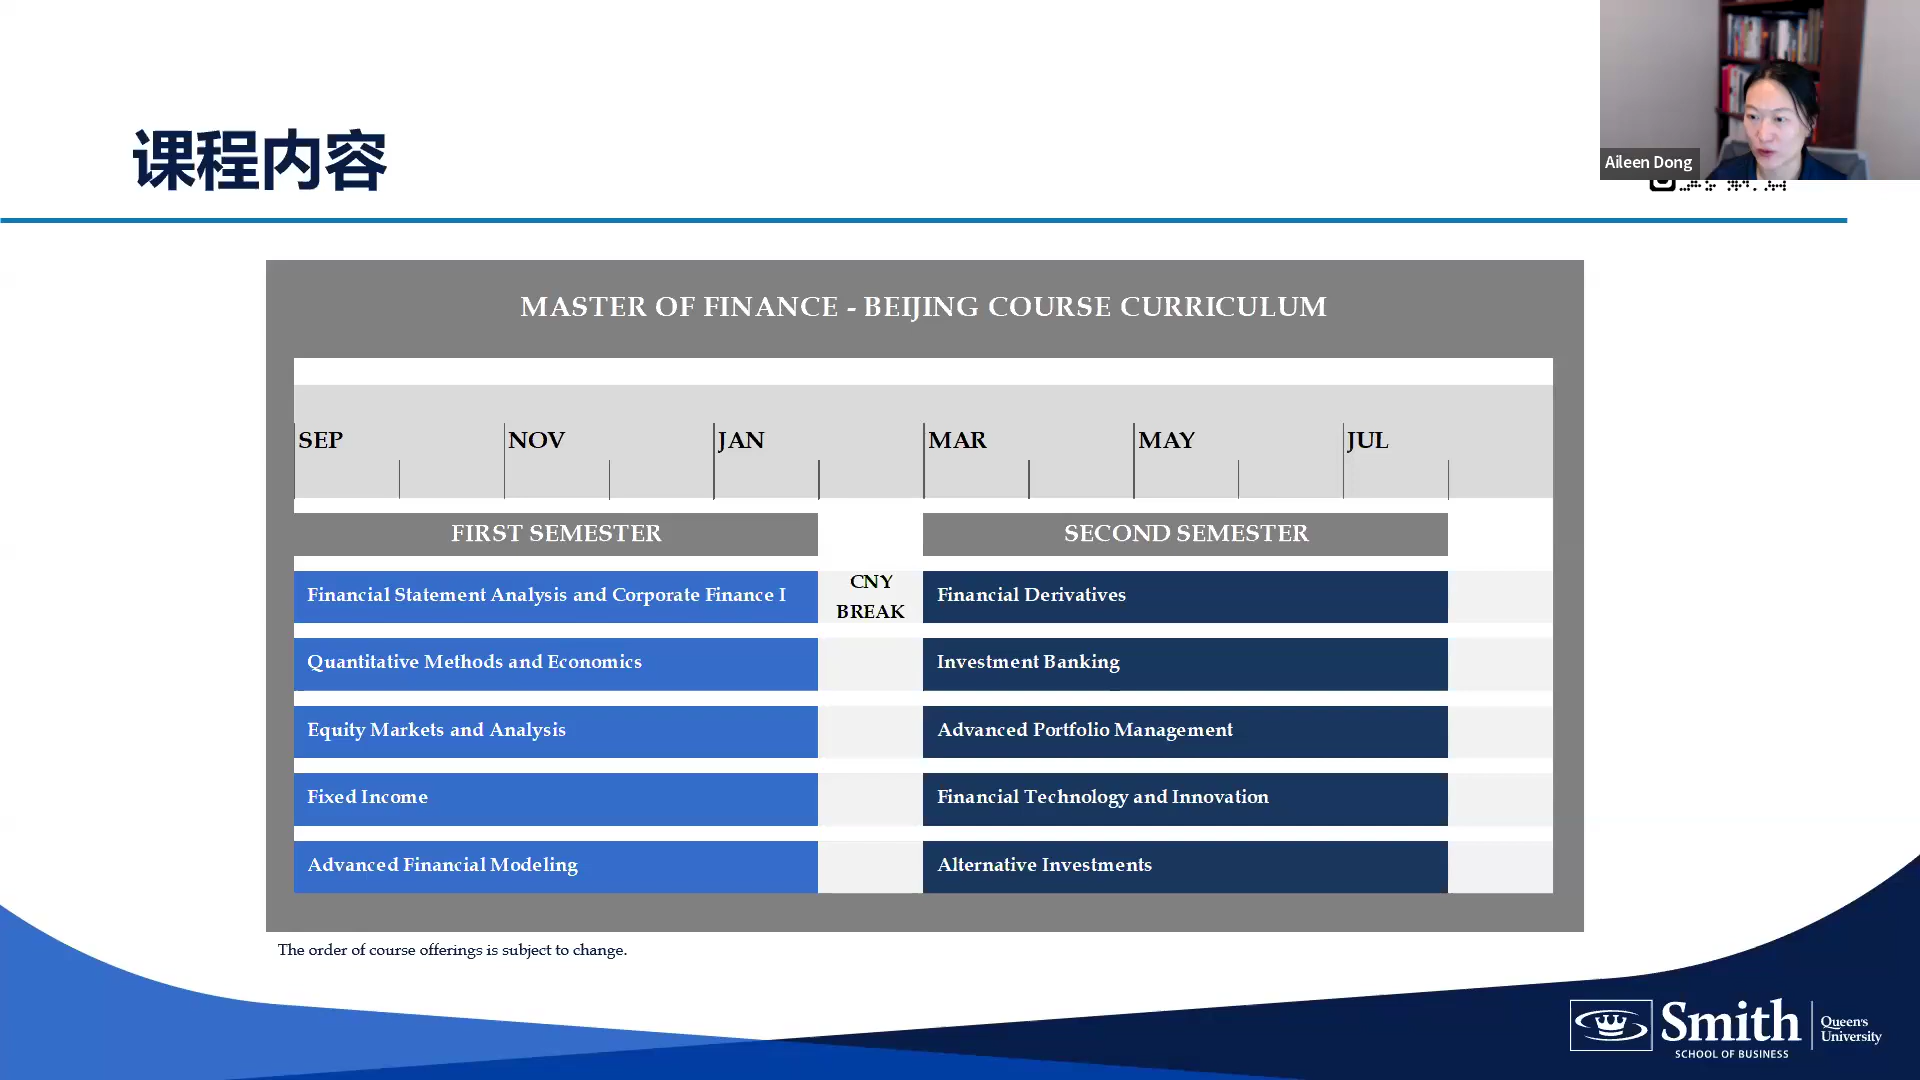 课程内容
Aileen Dong
MASTER OF FINANCE - BEIJING COURSE CURRICULUM
SEP NOV JAN MAR MAY JUL
FIRST SEMESTER SECOND SEMESTER
Financial Statement Analysis and Corporate Finance I
CNY
BREAK
Financial Derivatives
Quantitative Methods and Economics
Investment Banking
Equity Markets and Analysis
Advanced Portfolio Management
Fixed Income
Financial Technology and Innovation
Advanced Financial Modeling
Alternative Investments
The order of course offerings is subject to change.
Smith
SCHOOL OF BUSINESS
Queen's
University